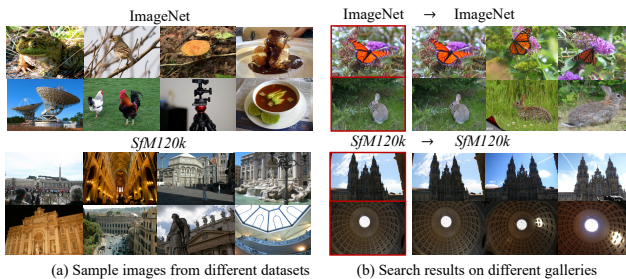 ImageNet
ImageNet → ImageNet
SfM120k
SfM120k → SfM120k
(a) Sample images from different datasets
(b) Search results on different galleries